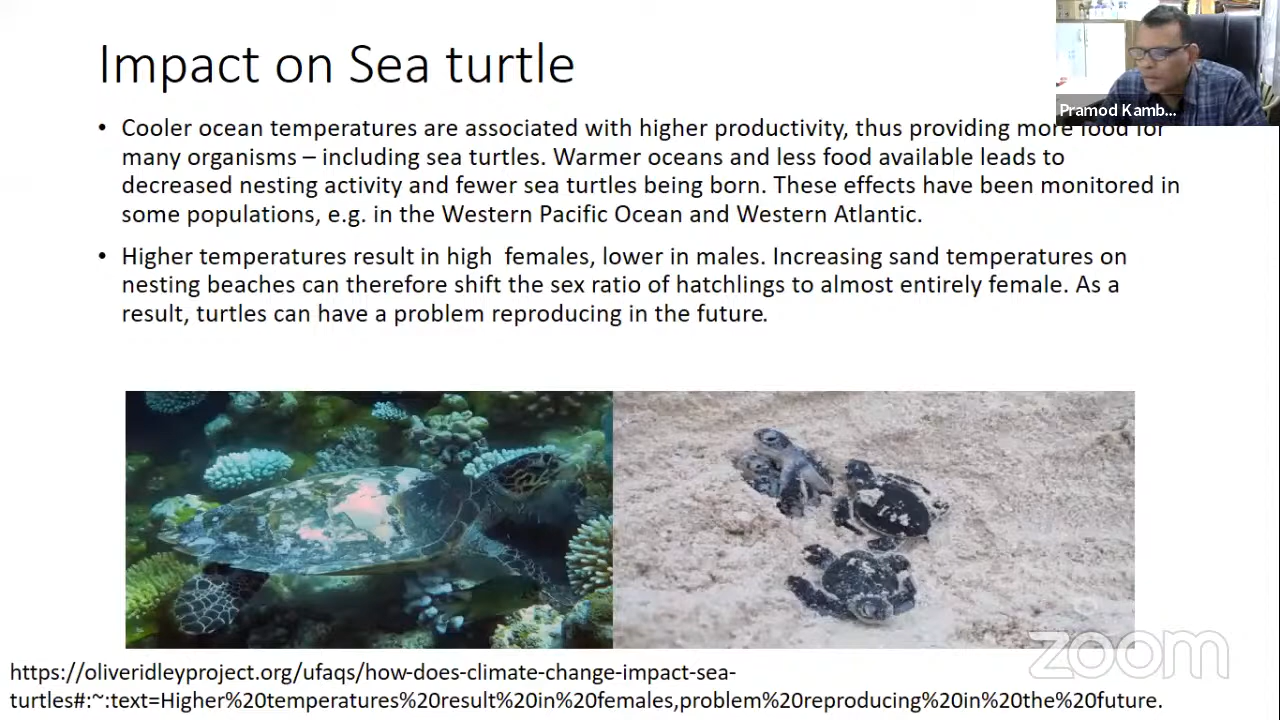 Impact on Sea turtle
Pramod Kamb...
• Cooler ocean temperatures are associated with higher productivity, thus providing more food for
many organisms – including sea turtles. Warmer oceans and less food available leads to
decreased nesting activity and fewer sea turtles being born. These effects have been monitored in
some populations, e.g. in the Western Pacific Ocean and Western Atlantic.
• Higher temperatures result in high  females, lower in males. Increasing sand temperatures on
nesting beaches can therefore shift the sex ratio of hatchlings to almost entirely female. As a
result, turtles can have a problem reproducing in the future.
zoom
https://oliveridleyproject.org/ufaqs/how-does-climate-change-impact-sea-
turtles#:~:text=Higher%20temperatures%20result%20in%20females,problem%20reproducing%20in%20the%20future.